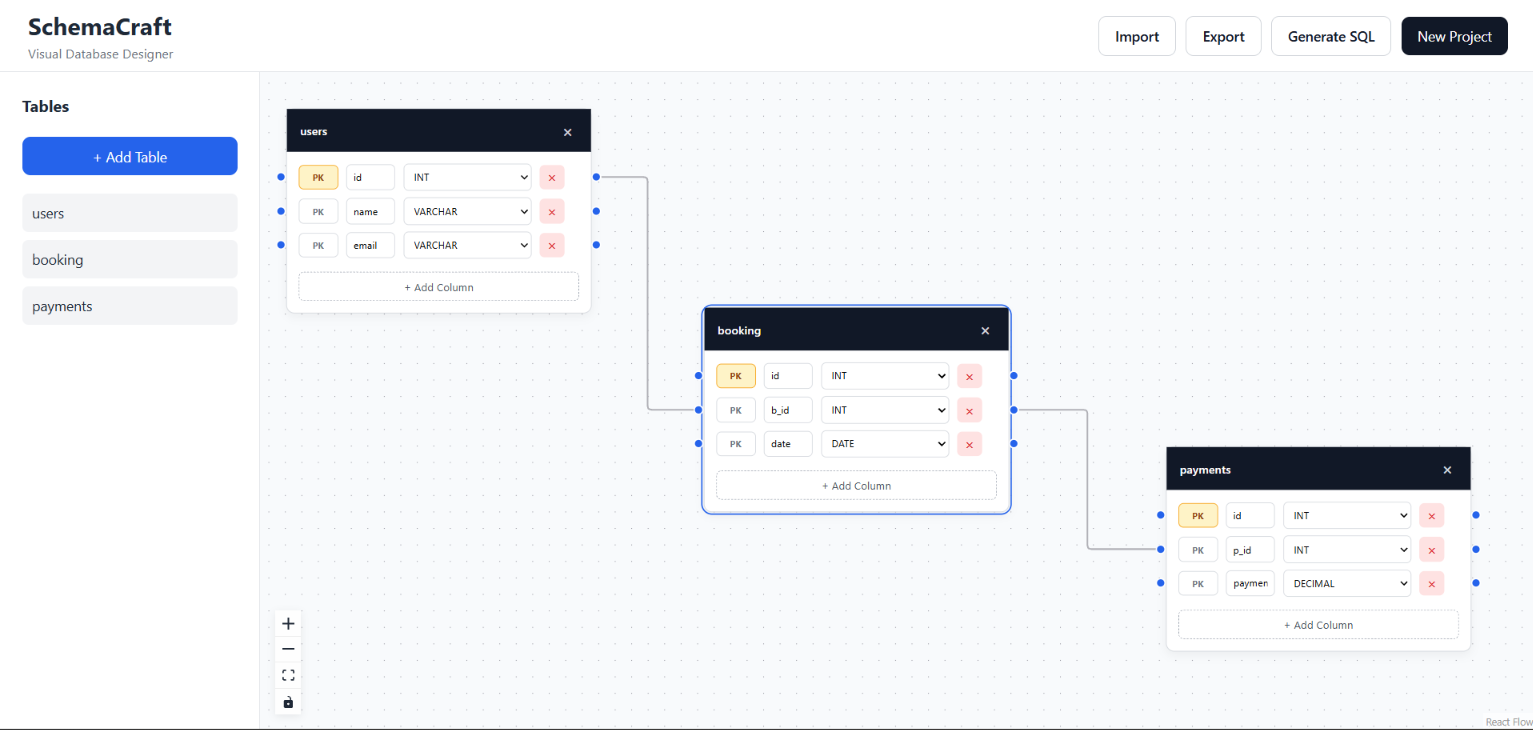 SchemaCraft
Visual Database Designer
Import Export Generate SQL New Project
Tables
+ Add Table
users
booking
payments
users ×
PK id INT ×
PK name VARCHAR ×
PK email VARCHAR ×
+ Add Column
booking ×
PK id INT ×
PK b_id INT ×
PK date DATE ×
+ Add Column
payments ×
PK id INT ×
PK p_id INT ×
PK paymen DECIMAL ×
+ Add Column
React Flow